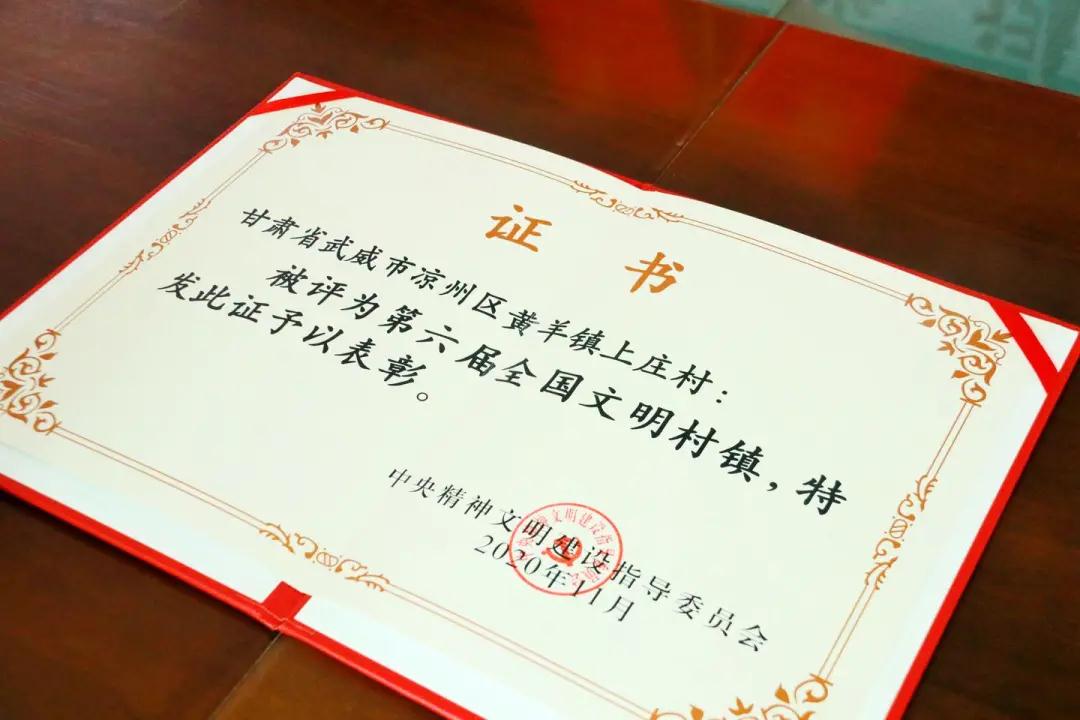 证书
甘肃省武威市凉州区黄羊镇上庄村：
被评为第六届全国文明村镇，特
发此证予以表彰。
中央精神文明建设指导委员会
2020年11月